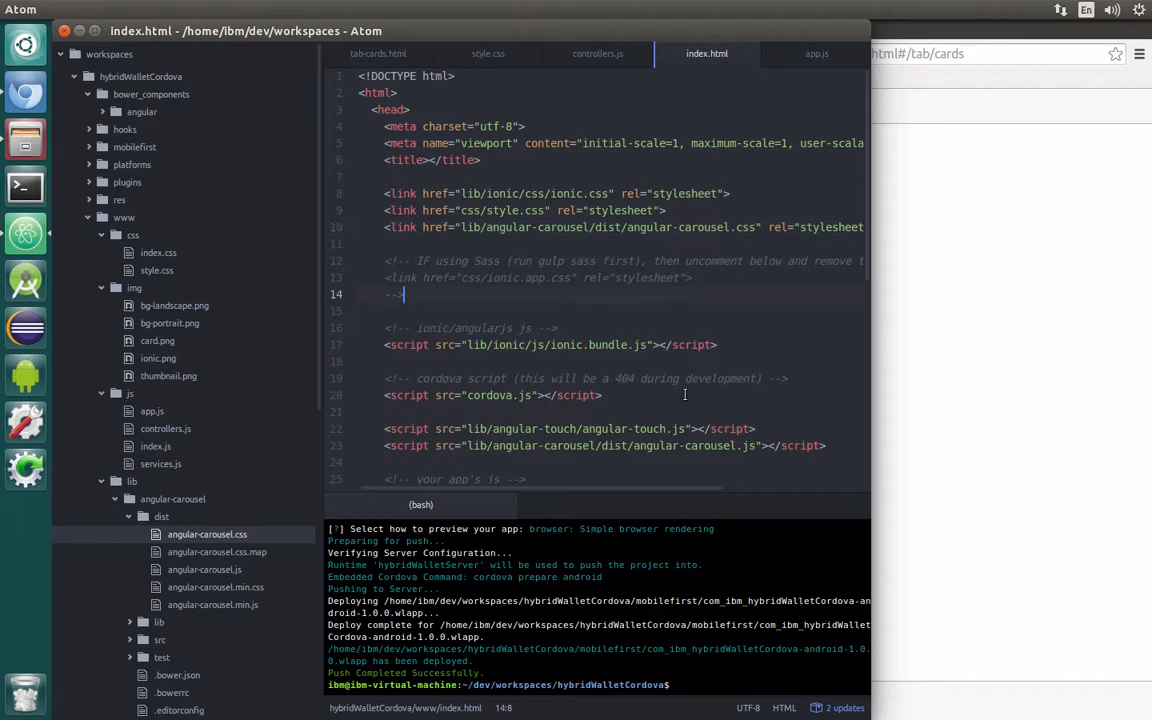 Atom
En
index.html - /home/ibm/dev/workspaces - Atom
html#/tab/cards
workspaces
hybridWalletCordova
bower_components
angular
hooks
mobilefirst
platforms
plugins
res
www
css
index.css
style.css
img
bg-landscape.png
bg-portrait.png
card.png
ionic.png
thumbnail.png
js
app.js
controllers.js
index.js
services.js
lib
angular-carousel
dist
angular-carousel.css
angular-carousel.css.map
angular-carousel.js
angular-carousel.min.css
angular-carousel.min.js
lib
src
test
.bower.json
.bowerrc
.editorconfig
tab-cards.html
style.css
controllers.js
index.html
app.js
1 <!DOCTYPE html>
2 <html>
3 <head>
4 <meta charset="utf-8">
5 <meta name="viewport" content="initial-scale=1, maximum-scale=1, user-scala
6 <title></title>
7
8 <link href="lib/ionic/css/ionic.css" rel="stylesheet">
9 <link href="css/style.css" rel="stylesheet">
10 <link href="lib/angular-carousel/dist/angular-carousel.css" rel="stylesheet
11
12 <!-- IF using Sass (run gulp sass first), then uncomment below and remove t
13 <link href="css/ionic.app.css" rel="stylesheet">
14 -->
15
16 <!-- ionic/angularjs js -->
17 <script src="lib/ionic/js/ionic.bundle.js"></script>
18
19 <!-- cordova script (this will be a 404 during development) -->
20 <script src="cordova.js"></script>
21
22 <script src="lib/angular-touch/angular-touch.js"></script>
23 <script src="lib/angular-carousel/dist/angular-carousel.js"></script>
24
25 <!-- your app's js -->
(bash)
[?] Select how to preview your app: browser: Simple browser rendering
Preparing for push...
Verifying Server Configuration...
Runtime 'hybridWalletServer' will be used to push the project into.
Embedded Cordova Command: cordova prepare android
Pushing to Server...
Deploying /home/ibm/dev/workspaces/hybridWalletCordova/mobilefirst/com_ibm_hybridWalletCordova-an
droid-1.0.0.wlapp...
Deploy complete for /home/ibm/dev/workspaces/hybridWalletCordova/mobilefirst/com_ibm_hybridWallet
Cordova-android-1.0.0.wlapp.
/home/ibm/dev/workspaces/hybridWalletCordova/mobilefirst/com_ibm_hybridWalletCordova-android-1.0.
0.wlapp has been deployed.
Push Completed Successfully.
ibm@ibm-virtual-machine:~/dev/workspaces/hybridWalletCordova$
hybridWalletCordova/www/index.html 14:8
UTF-8 HTML 2 updates